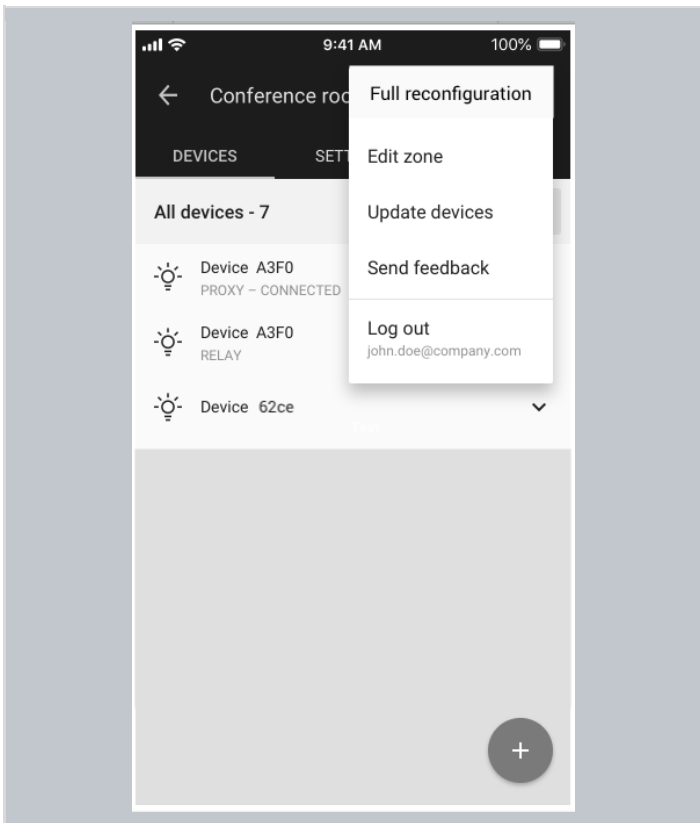 9:41 AM 100%
Conference roo
Full reconfiguration
DEVICES SETT
Edit zone
All devices - 7
Update devices
Device A3F0
PROXY – CONNECTED
Send feedback
Device A3F0
RELAY
Log out
john.doe@company.com
Device 62ce